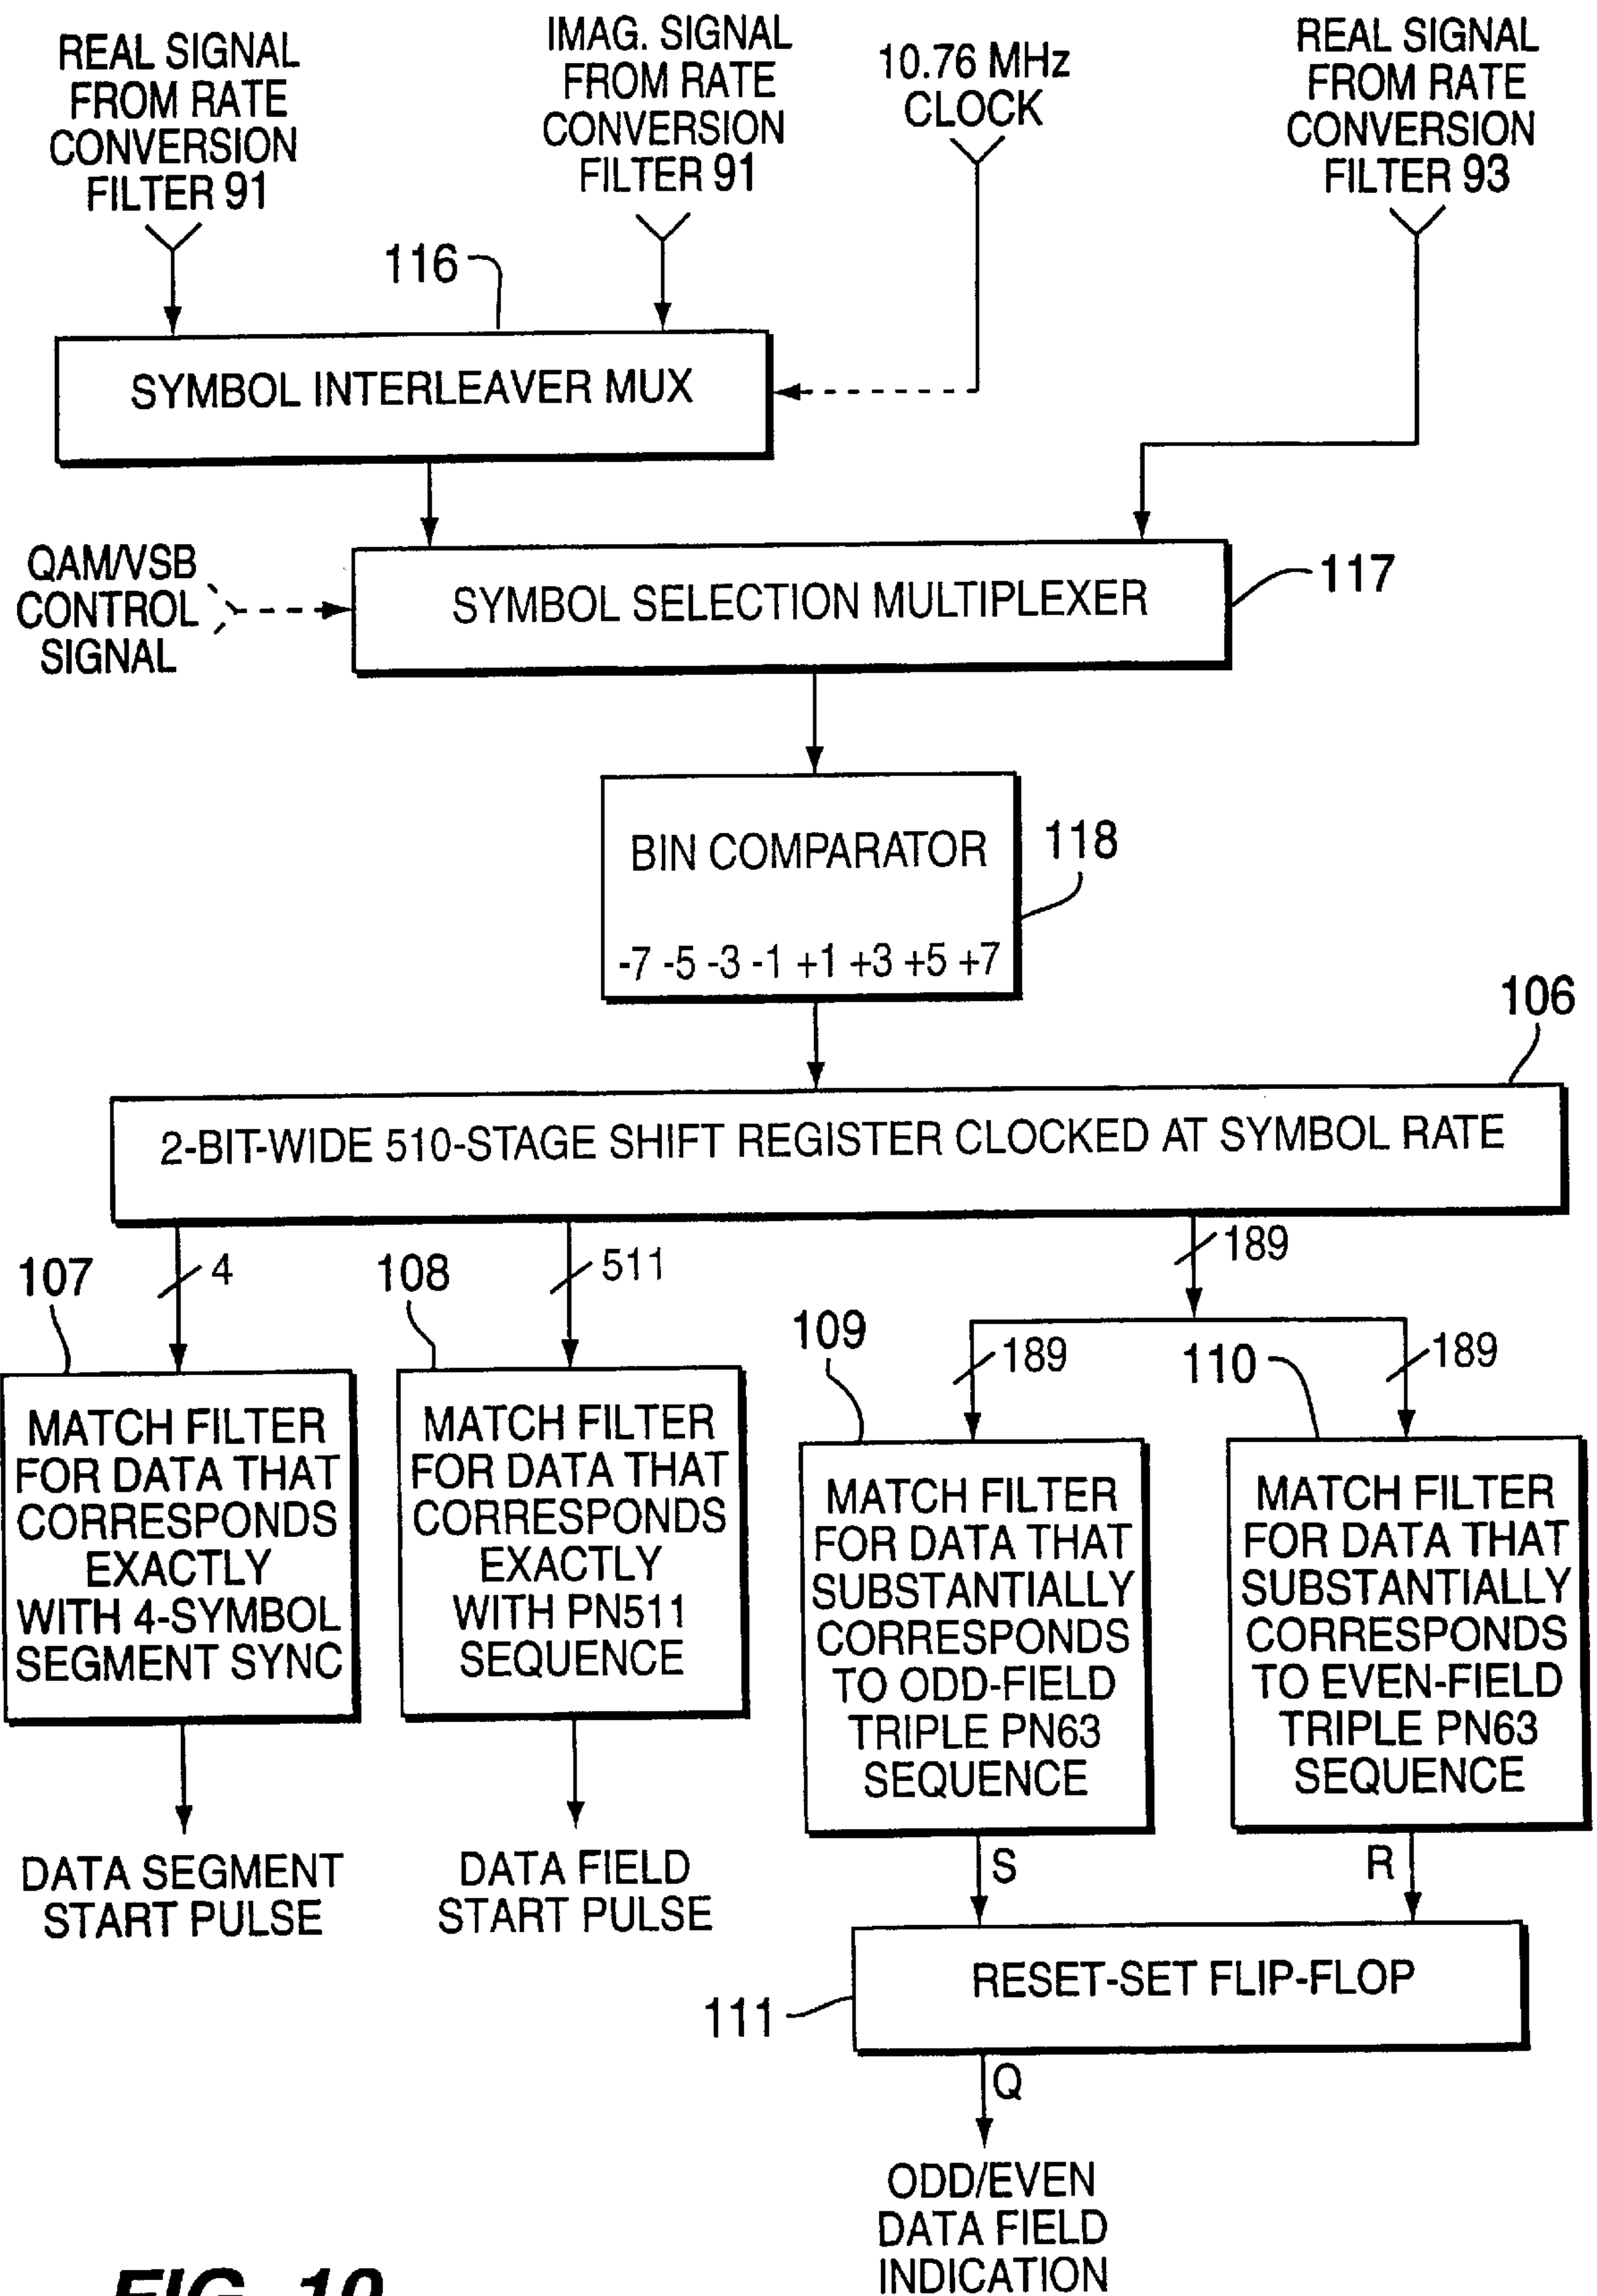 REAL SIGNAL
FROM RATE
CONVERSION
FILTER 91
IMAG. SIGNAL
FROM RATE
CONVERSION
FILTER 91
10.76 MHz
CLOCK
REAL SIGNAL
FROM RATE
CONVERSION
FILTER 93
116
SYMBOL INTERLEAVER MUX
QAM/VSB
CONTROL
SIGNAL
SYMBOL SELECTION MULTIPLEXER
117
BIN COMPARATOR
-7 -5 -3 -1 +1 +3 +5 +7
118
106
2-BIT-WIDE 510-STAGE SHIFT REGISTER CLOCKED AT SYMBOL RATE
107
4
108
511
189
109
189
110
189
MATCH FILTER
FOR DATA THAT
CORRESPONDS
EXACTLY
WITH 4-SYMBOL
SEGMENT SYNC
MATCH FILTER
FOR DATA THAT
CORRESPONDS
EXACTLY
WITH PN511
SEQUENCE
MATCH FILTER
FOR DATA THAT
SUBSTANTIALLY
CORRESPONDS
TO ODD-FIELD
TRIPLE PN63
SEQUENCE
MATCH FILTER
FOR DATA THAT
SUBSTANTIALLY
CORRESPONDS
TO EVEN-FIELD
TRIPLE PN63
SEQUENCE
DATA SEGMENT
START PULSE
DATA FIELD
START PULSE
S
R
RESET-SET FLIP-FLOP
111
Q
ODD/EVEN
DATA FIELD
INDICATION
FIG. 10